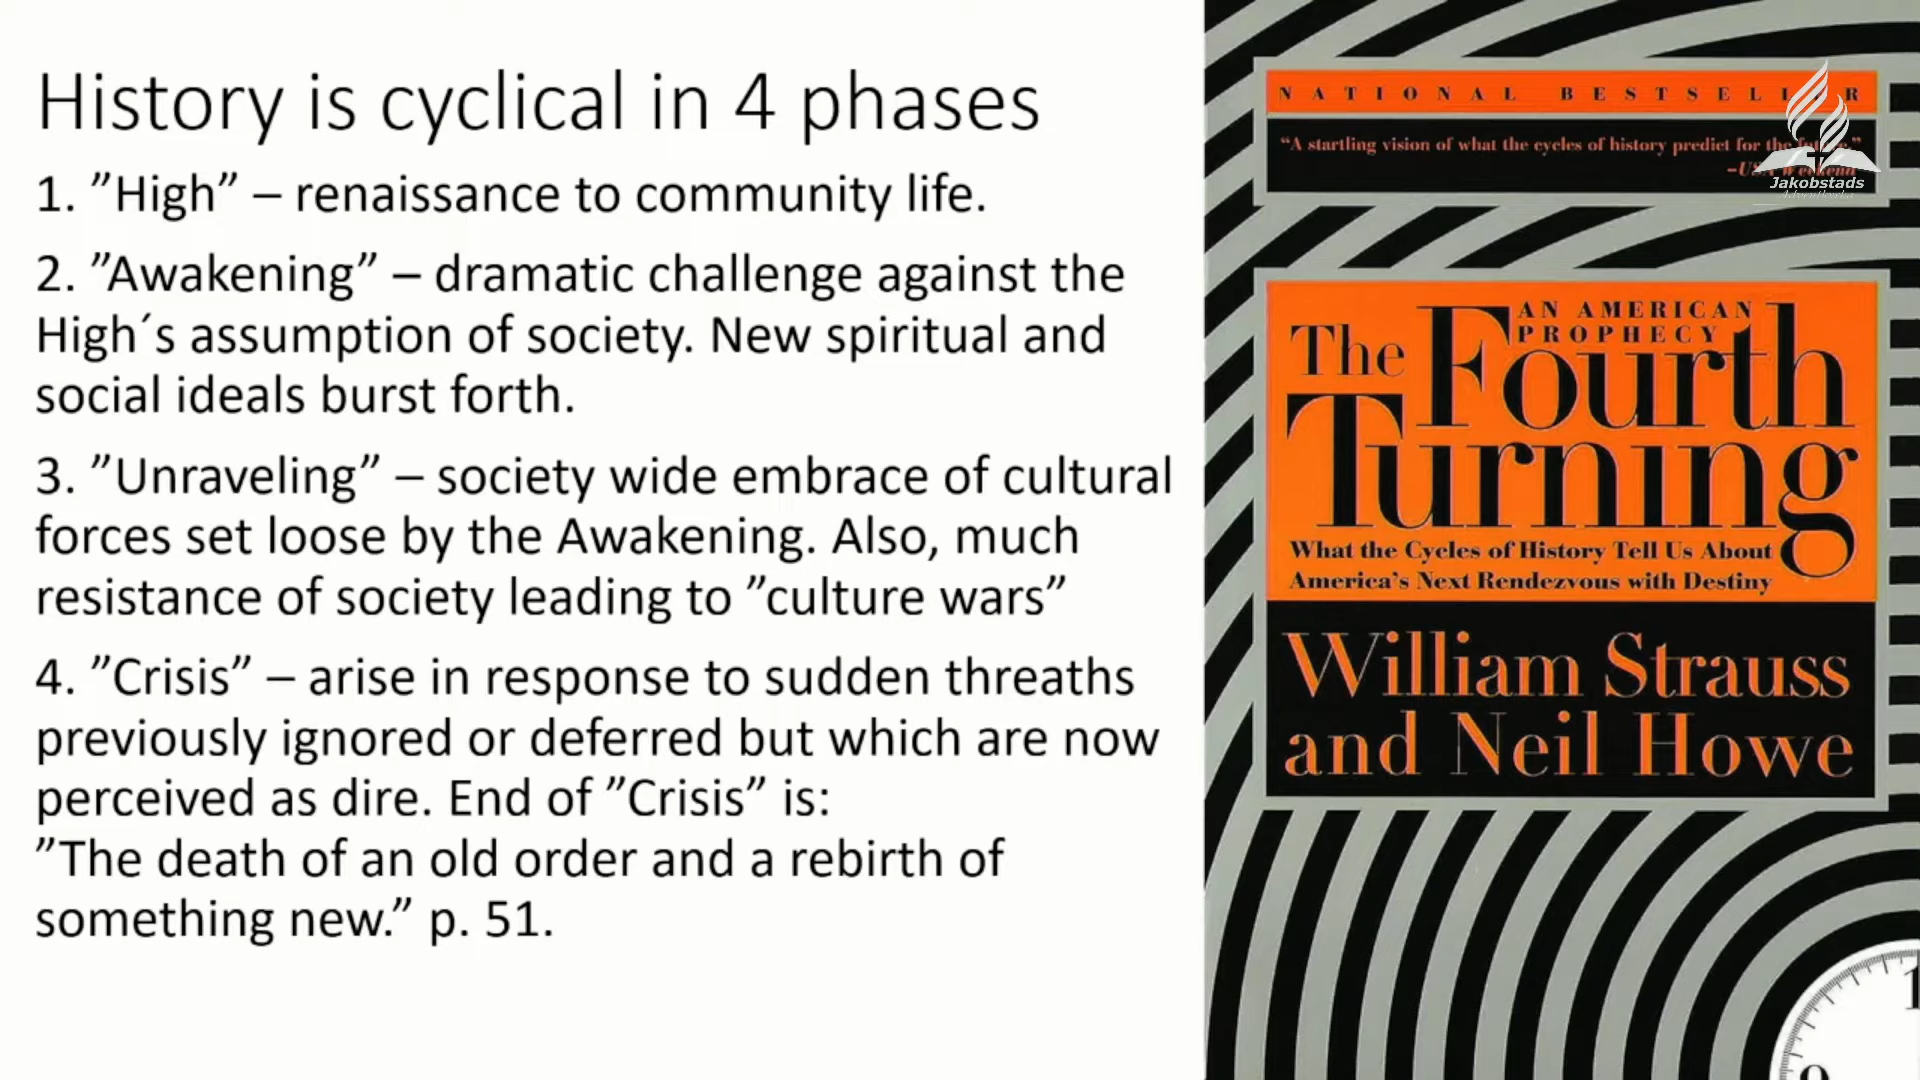 History is cyclical in 4 phases
1. ”High” – renaissance to community life.
2. ”Awakening” – dramatic challenge against the
High´s assumption of society. New spiritual and
social ideals burst forth.
3. ”Unraveling” – society wide embrace of cultural
forces set loose by the Awakening. Also, much
resistance of society leading to ”culture wars”
4. ”Crisis” – arise in response to sudden threaths
previously ignored or deferred but which are now
perceived as dire. End of ”Crisis” is:
”The death of an old order and a rebirth of
something new.” p. 51.
NATIONAL BESTSELLER
“A startling vision of what the cycles of history predict for the future.”
–USA Weekend
Jakobstads
AN AMERICAN
PROPHECY
The Fourth
Turning
What the Cycles of History Tell Us About
America's Next Rendezvous with Destiny
William Strauss
and Neil Howe
1
9